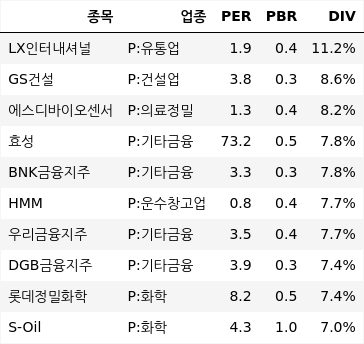 종목 업종 PER PBR DIV
LX인터내셔널 P:유통업 1.9 0.4 11.2%
GS건설 P:건설업 3.8 0.3 8.6%
에스디바이오센서 P:의료정밀 1.3 0.4 8.2%
효성 P:기타금융 73.2 0.5 7.8%
BNK금융지주 P:기타금융 3.3 0.3 7.8%
HMM P:운수창고업 0.8 0.4 7.7%
우리금융지주 P:기타금융 3.5 0.4 7.7%
DGB금융지주 P:기타금융 3.9 0.3 7.4%
롯데정밀화학 P:화학 8.2 0.5 7.4%
S-Oil P:화학 4.3 1.0 7.0%